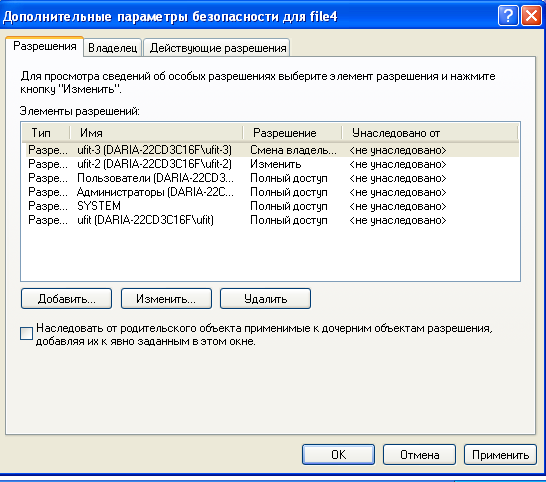 Дополнительные параметры безопасности для file4
Разрешения Владелец Действующие разрешения
Для просмотра сведений об особых разрешениях выберите элемент разрешения и нажмите
кнопку "Изменить".
Элементы разрешений:
Тип Имя Разрешение Унаследовано от
Разре... ufit-3 (DARIA-22CD3C16F\ufit-3) Смена владель... <не унаследовано>
Разре... ufit-2 (DARIA-22CD3C16F\ufit-2) Изменить <не унаследовано>
Разре... Пользователи (DARIA-22CD3... Полный доступ <не унаследовано>
Разре... Администраторы (DARIA-22C... Полный доступ <не унаследовано>
Разре... SYSTEM Полный доступ <не унаследовано>
Разре... ufit (DARIA-22CD3C16F\ufit) Полный доступ <не унаследовано>
Добавить... Изменить... Удалить
Наследовать от родительского объекта применимые к дочерним объектам разрешения,
добавляя их к явно заданным в этом окне.
OK Отмена Применить